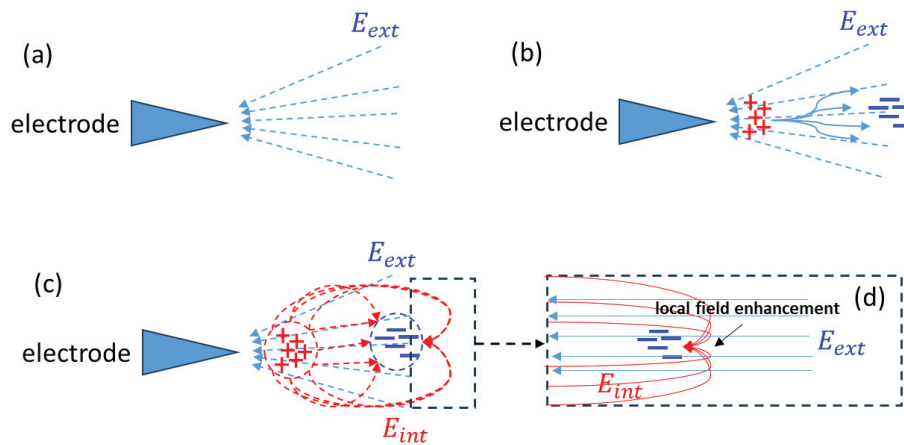 (a)
E_ext
electrode
(b)
E_ext
electrode
(c)
E_ext
electrode
E_int
(d)
local field enhancement
E_ext
E_int